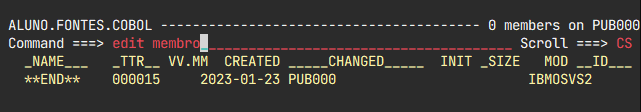 ALUNO.FONTES.COBOL ---------------------------------------- 0 members on PUB000
Command ===> edit membro_____________________________________ Scroll ===> CS
_NAME___ _TTR__ VV.MM CREATED _____CHANGED_____ INIT _SIZE MOD __ID___
**END** 000015 2023-01-23 PUB000 IBMOSVS2